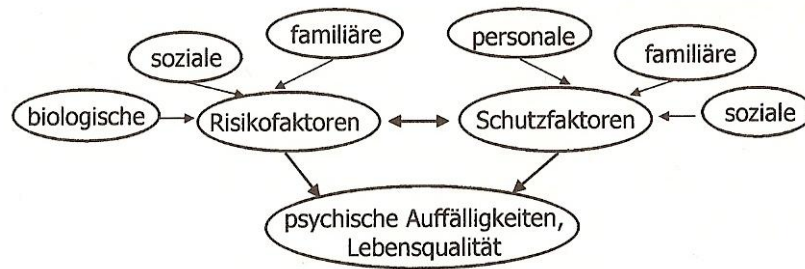 familiäre
personale
soziale
familiäre
biologische
Risikofaktoren
Schutzfaktoren
soziale
psychische Auffälligkeiten,
Lebensqualität